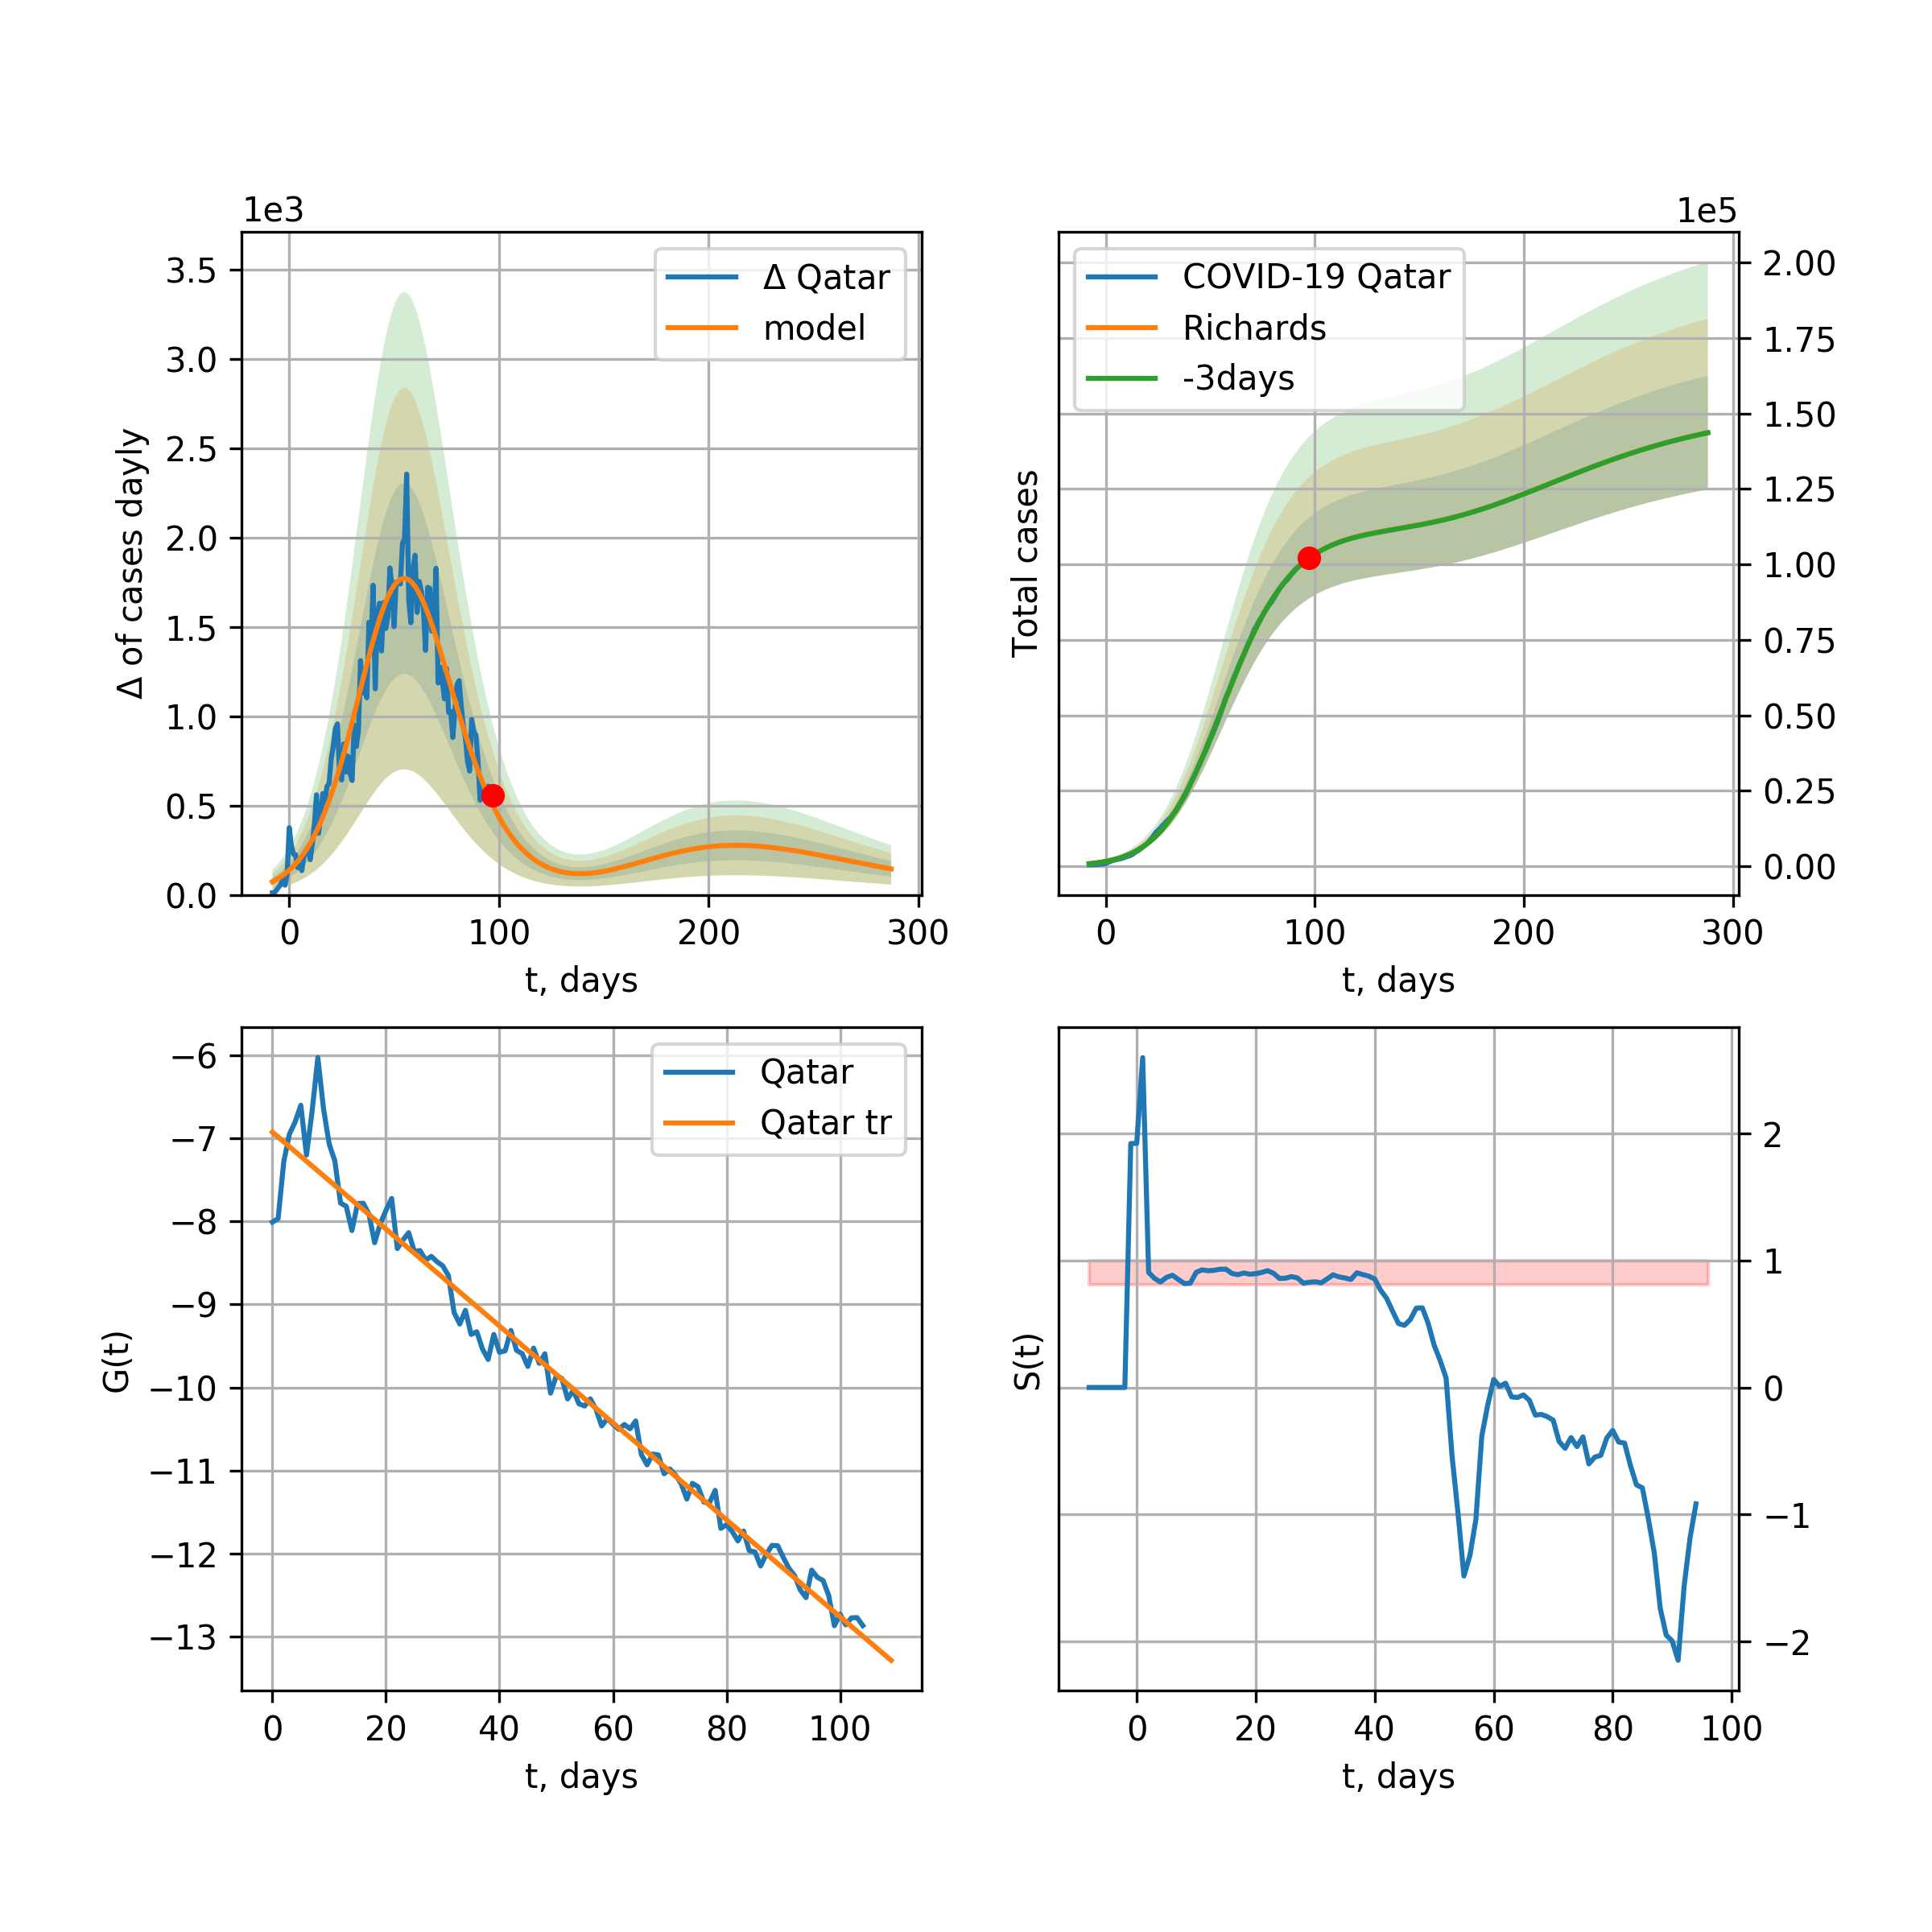 1e3
3.5
3.0
2.5
2.0
1.5
1.0
0.5
0.0
Δ of cases dayly
Δ Qatar
model
0 100 200 300
t, days
1e5
COVID-19 Qatar
Richards
-3days
Total cases
2.00
1.75
1.50
1.25
1.00
0.75
0.50
0.25
0.00
0 100 200 300
t, days
−6
−7
−8
−9
−10
−11
−12
−13
G(t)
Qatar
Qatar tr
0 20 40 60 80 100
t, days
S(t)
2
1
0
−1
−2
0 20 40 60 80 100
t, days